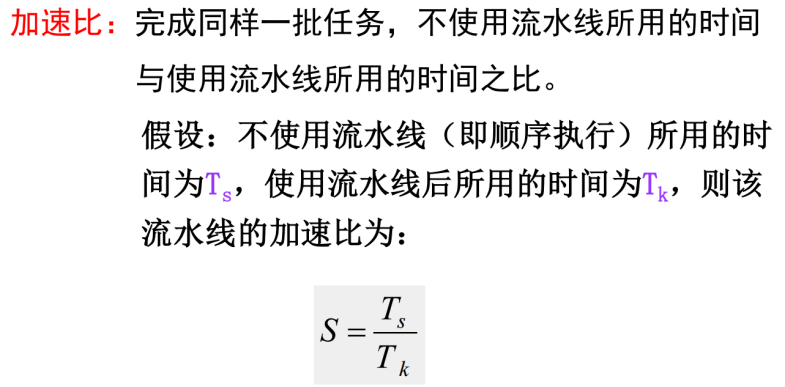 加速比：完成同样一批任务，不使用流水线所用的时间
与使用流水线所用的时间之比。
假设：不使用流水线（即顺序执行）所用的时
间为Ts，使用流水线后所用的时间为Tk，则该
流水线的加速比为：
S = Ts / Tk